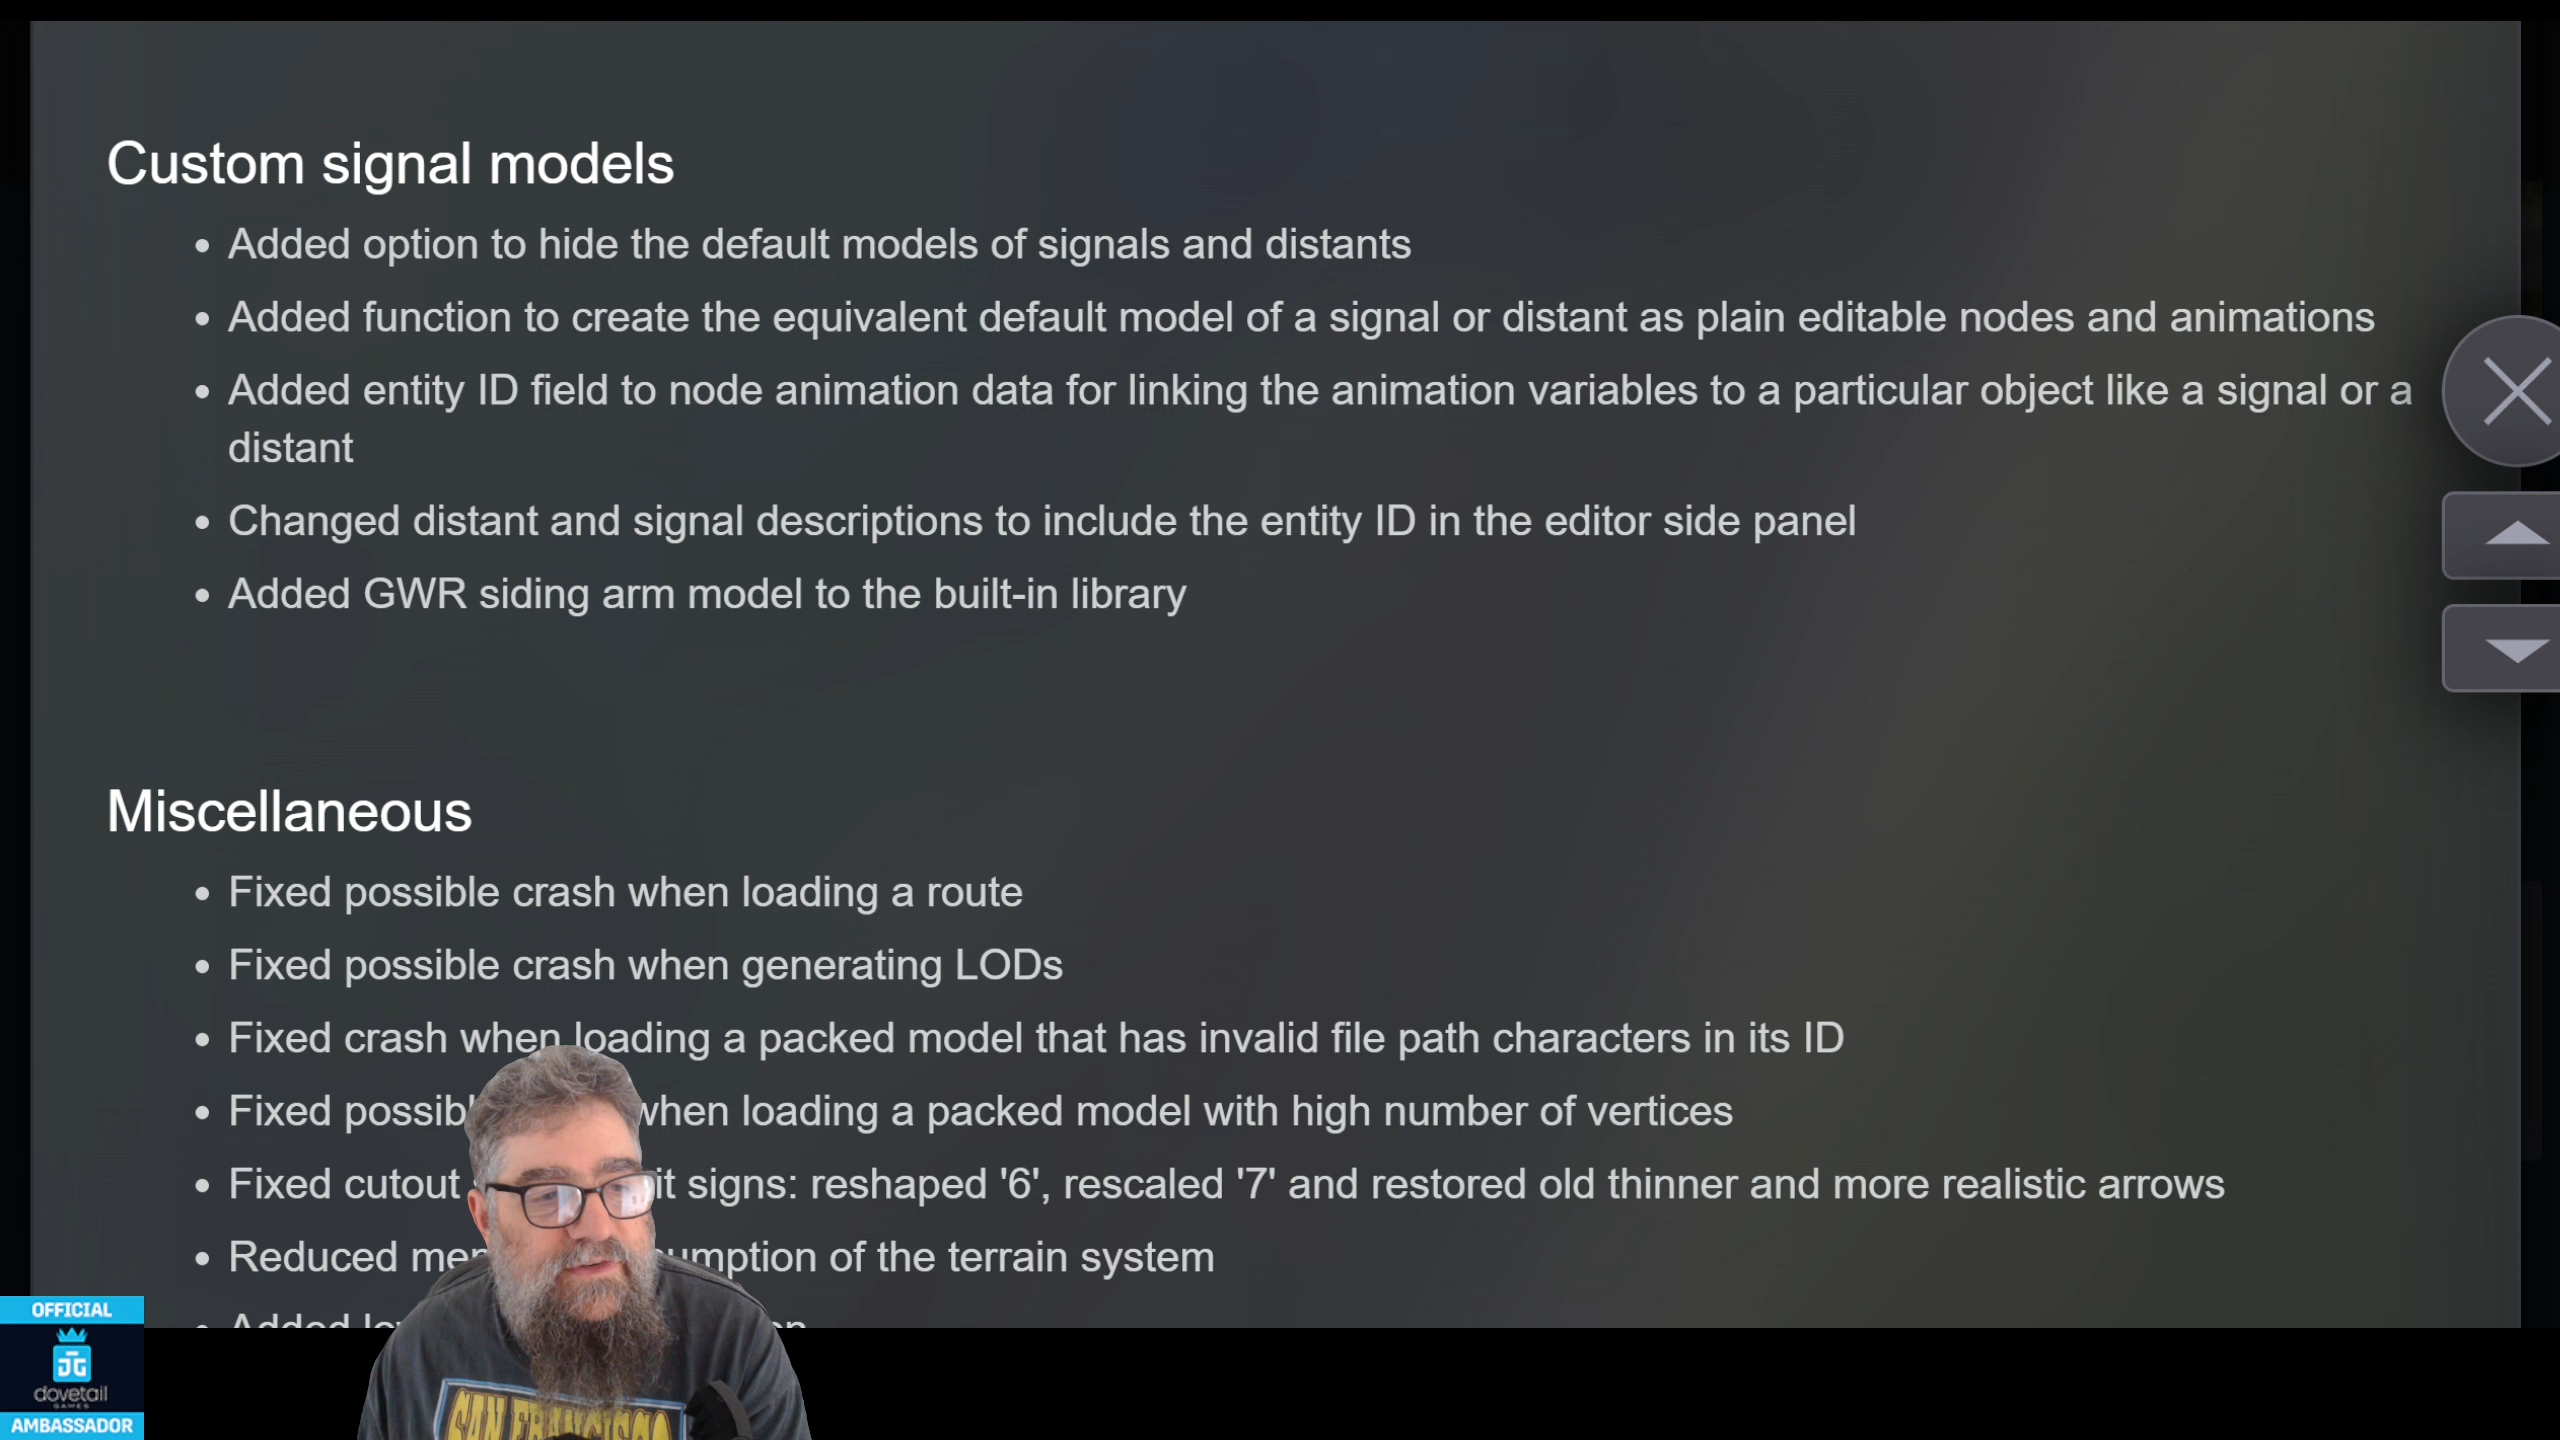 Custom signal models
• Added option to hide the default models of signals and distants
• Added function to create the equivalent default model of a signal or distant as plain editable nodes and animations
• Added entity ID field to node animation data for linking the animation variables to a particular object like a signal or a
distant
• Changed distant and signal descriptions to include the entity ID in the editor side panel
• Added GWR siding arm model to the built-in library
Miscellaneous
• Fixed possible crash when loading a route
• Fixed possible crash when generating LODs
• Fixed crash when loading a packed model that has invalid file path characters in its ID
• Fixed when loading a packed model with high number of vertices
• Fixed cutout signs: reshaped '6', rescaled '7' and restored old thinner and more realistic arrows
• Reduced of the terrain system
• Added
OFFICIAL
dovetail
GAMES
AMBASSADOR
SAN FRANCISCO